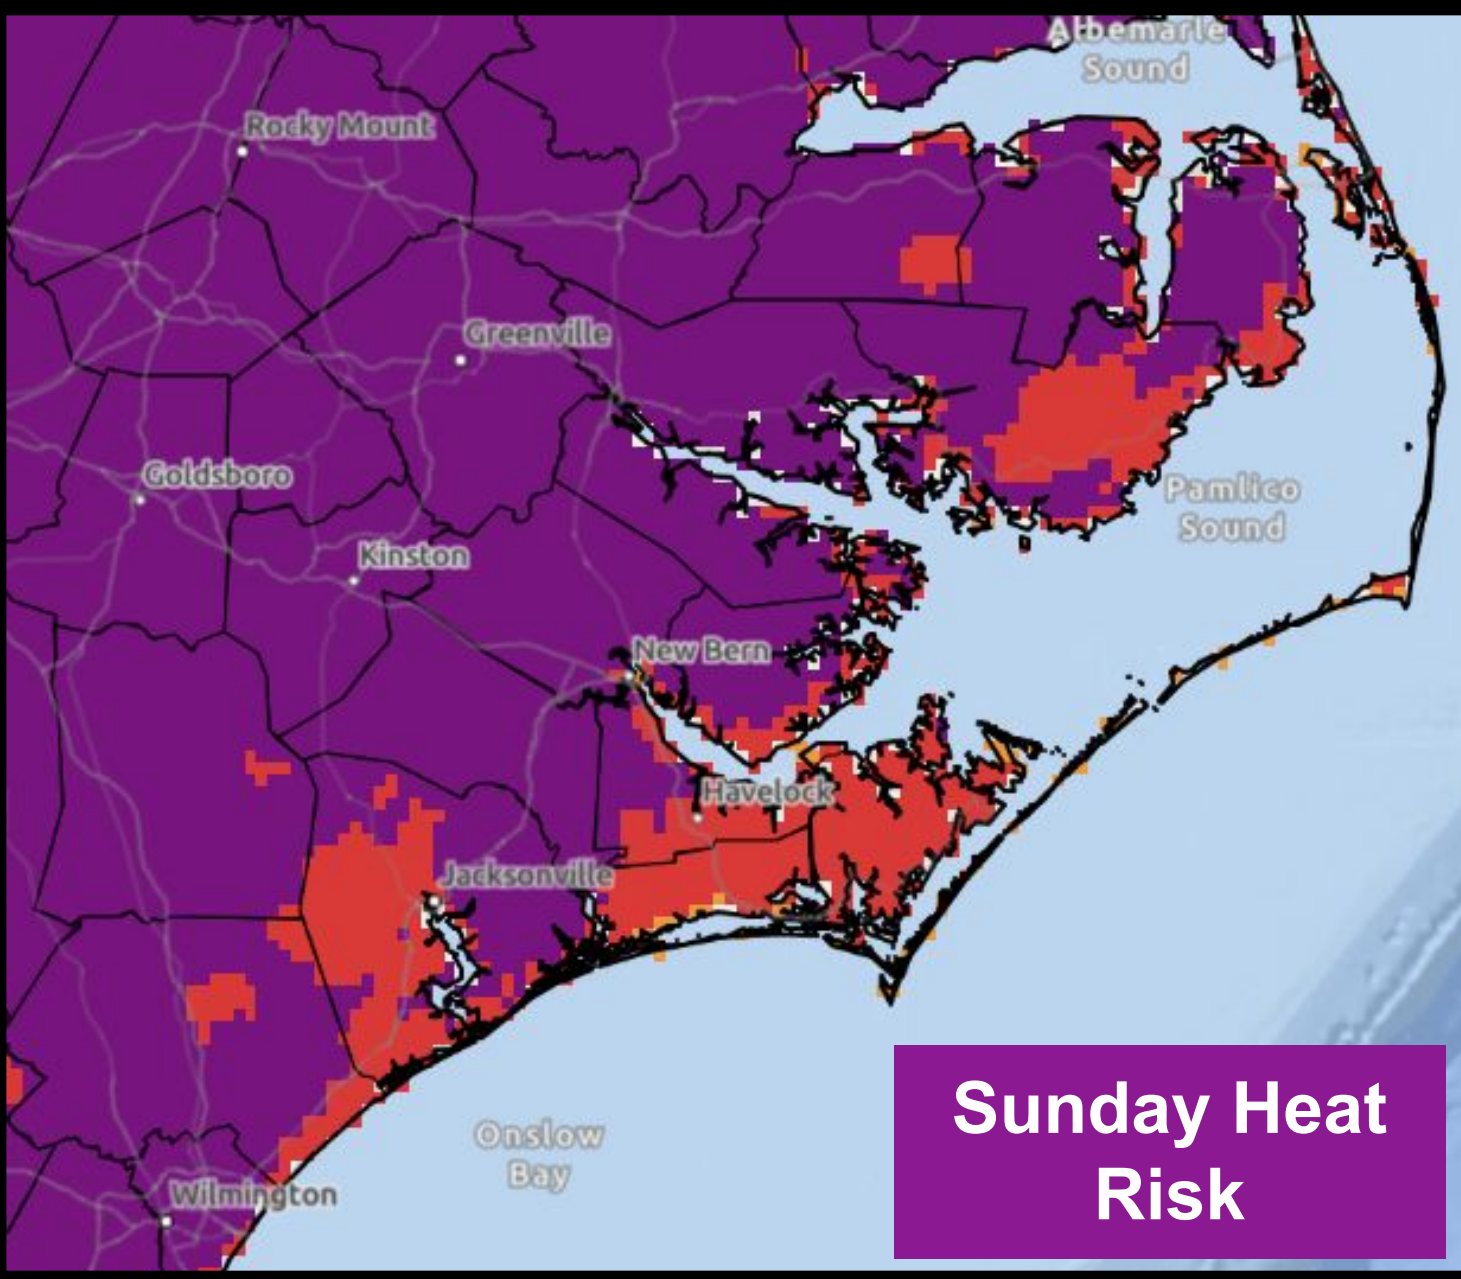 Albemarle
Sound
Rocky Mount
Greenville
Goldsboro
Pamlico
Sound
Kinston
New Bern
Havelock
Jacksonville
Onslow
Bay
Wilmington
Sunday Heat
Risk